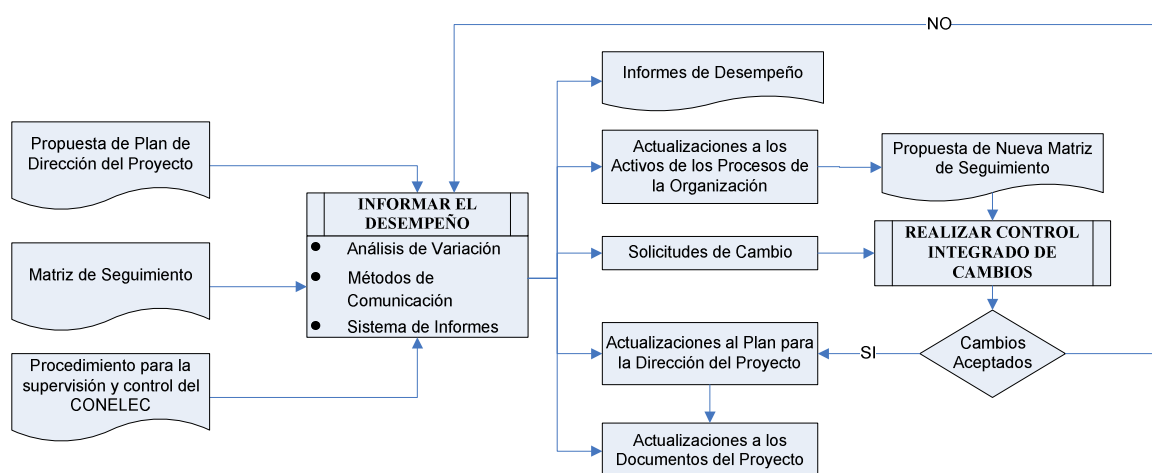 NO
Informes de Desempeño
Propuesta de Plan de
Dirección del Proyecto
Actualizaciones a los
Activos de los Procesos de
la Organización
Propuesta de Nueva Matriz
de Seguimiento
INFORMAR EL
DESEMPEÑO
● Análisis de Variación
● Métodos de
Comunicación
● Sistema de Informes
Matriz de Seguimiento
Solicitudes de Cambio
REALIZAR CONTROL
INTEGRADO DE
CAMBIOS
Procedimiento para la
supervisión y control del
CONELEC
Actualizaciones al Plan para
la Dirección del Proyecto
SI
Cambios
Aceptados
Actualizaciones a los
Documentos del Proyecto